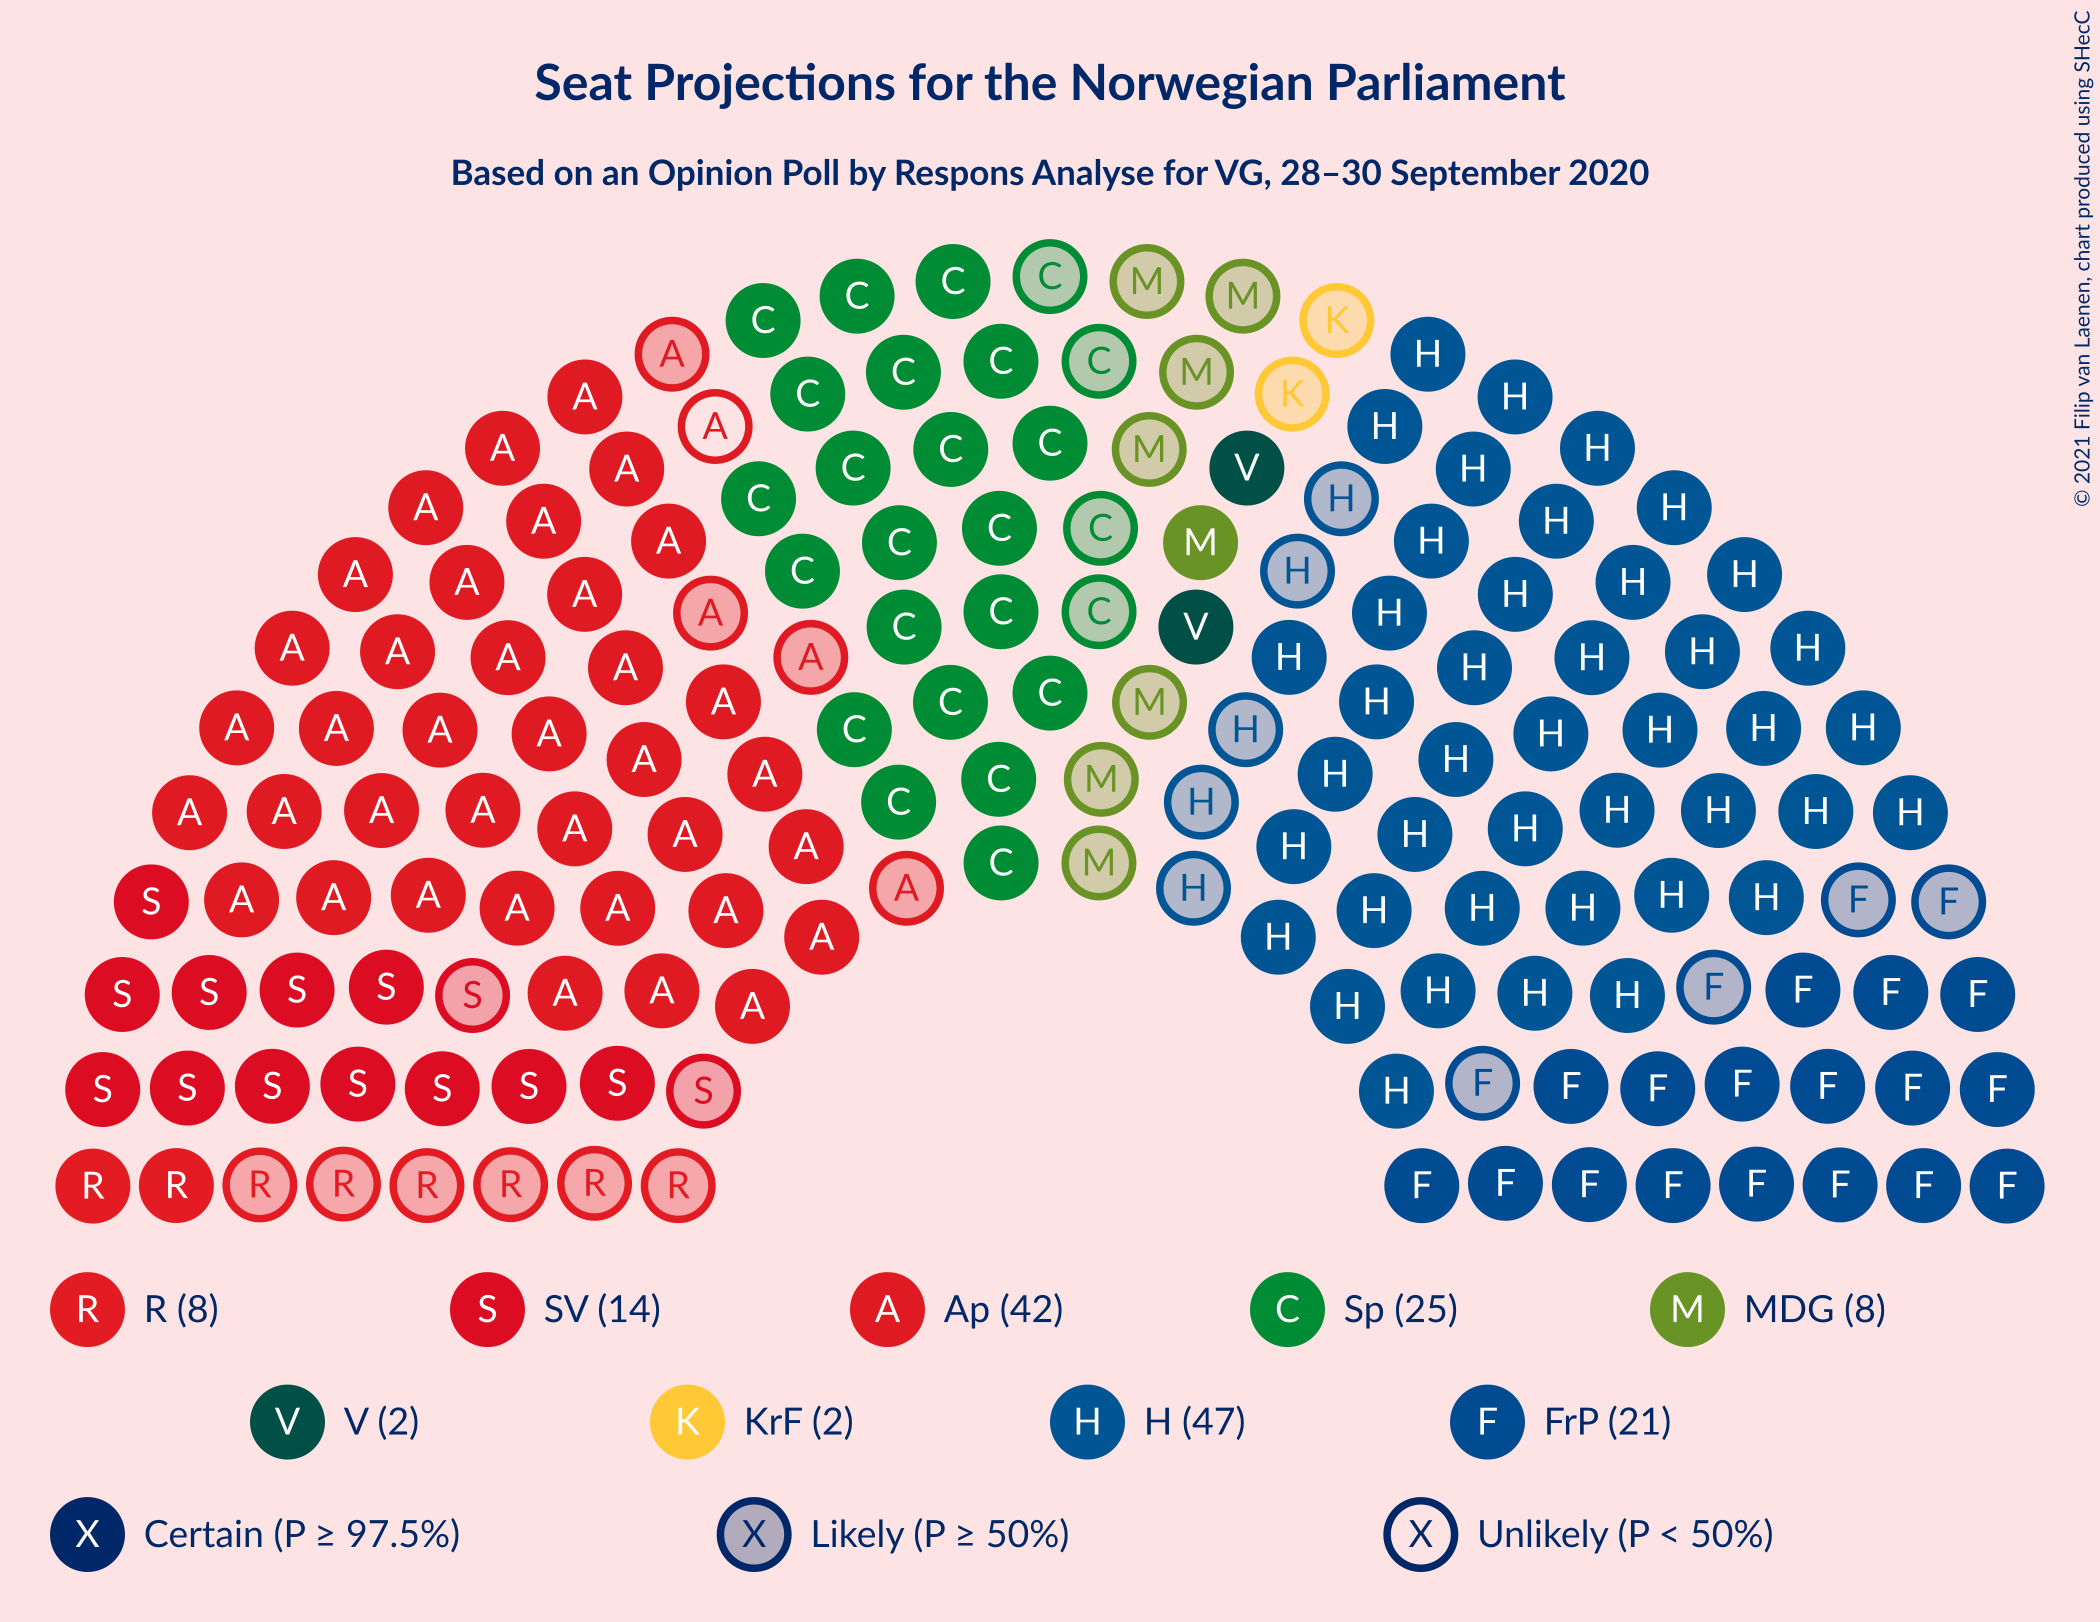 Seat Projections for the Norwegian Parliament
Based on an Opinion Poll by Respons Analyse for VG, 28–30 September 2020
© 2021 Filip van Laenen, chart produced using SHecC
C C C C M M K
A C C C C M K H
A A C C C M V H H
A A A C C C C M H H H H
A A A A C C C C V H H H H H
A A A A A A C C C M H H H H H H
A A A A A A C C M H H H H H H H
A A A A A A A A C M H H H H H H H H
S A A A A A A A H H H H H H F F
S S S S S A A A H H H H F F F F
S S S S S S S S H F F F F F F F
R R R R R R R R F F F F F F F F
R R (8) S SV (14) A Ap (42) C Sp (25) M MDG (8)
V V (2) K KrF (2) H H (47) F FrP (21)
X Certain (P ≥ 97.5%) X Likely (P ≥ 50%) X Unlikely (P < 50%)